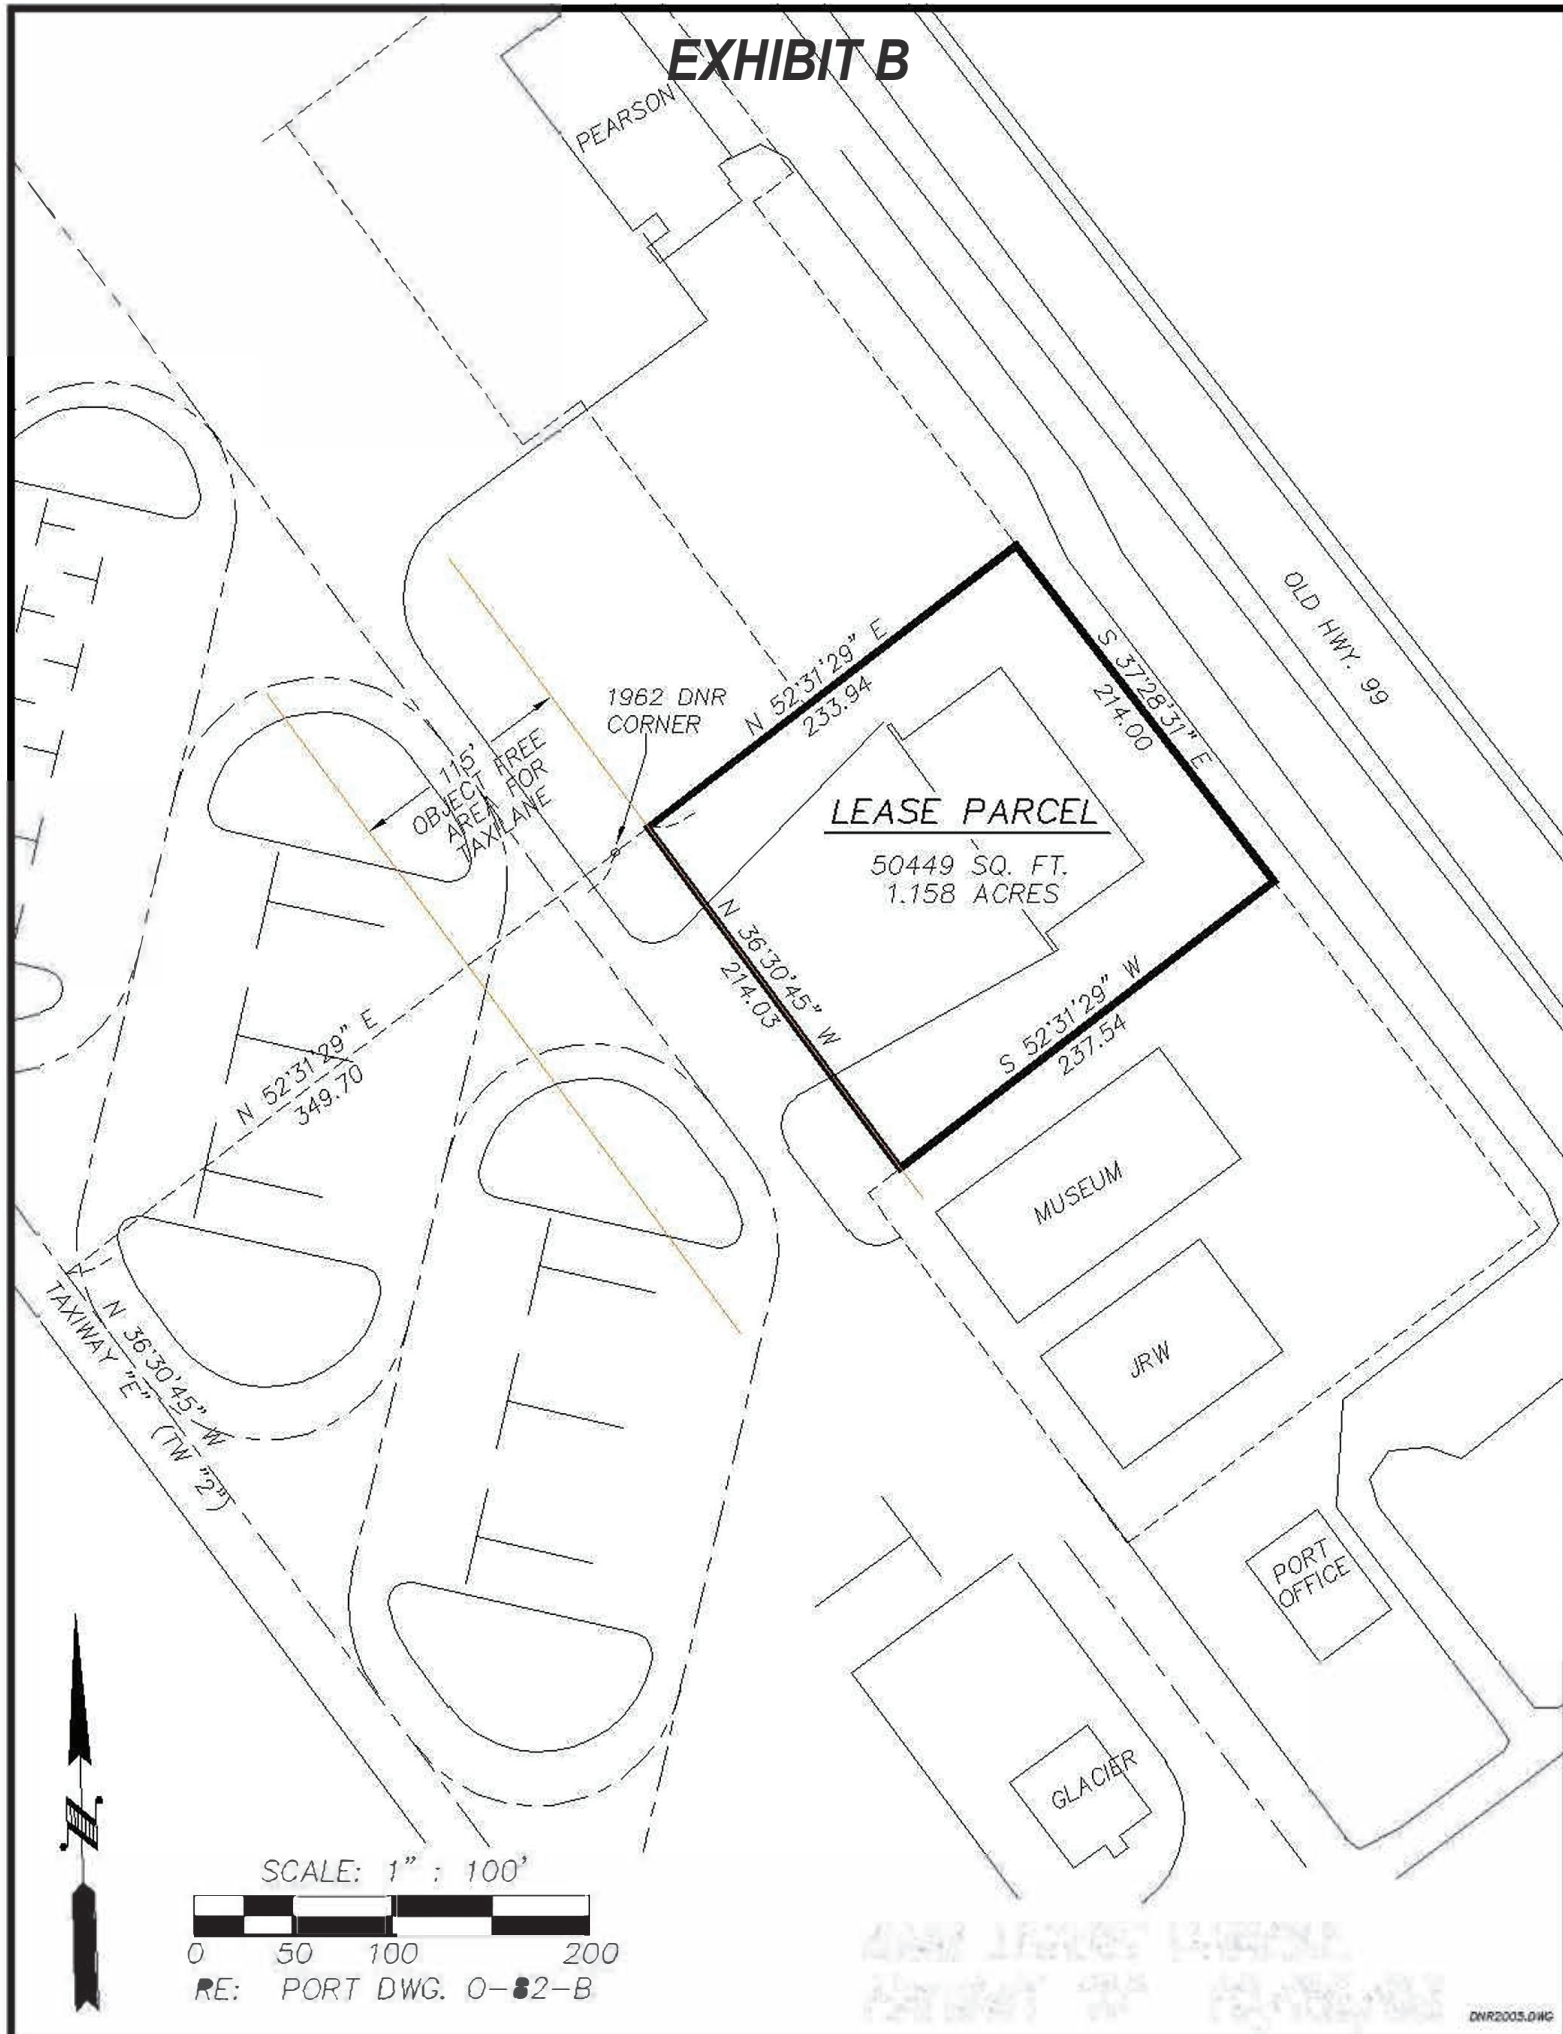 EXHIBIT B
PEARSON
OLD HWY. 99
1962 DNR
CORNER
N 52°31'29" E
233.94
S 37°28'31" E
214.00
115'
OBJECT FREE
AREA FOR
TAXILANE
LEASE PARCEL
50449 SQ. FT.
1.158 ACRES
N 36°30'45" W
214.03
S 52°31'29" W
237.54
N 52°31'29" E
349.70
MUSEUM
JRW
N 36°30'45" W
TAXIWAY "E" (TW "2")
PORT
OFFICE
GLACIER
N
SCALE: 1" : 100'
0 50 100 200
RE: PORT DWG. O-82-B
DNR2005.DWG